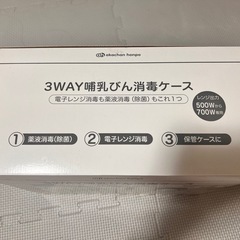 akachan honpo
3WAY哺乳びん消毒ケース
電子レンジ消毒も薬液消毒(除菌)もこれ1つ
レンジ出力
500Wから
700W専用
1 薬液消毒(除菌)
2 電子レンジ消毒
3 保管ケースに